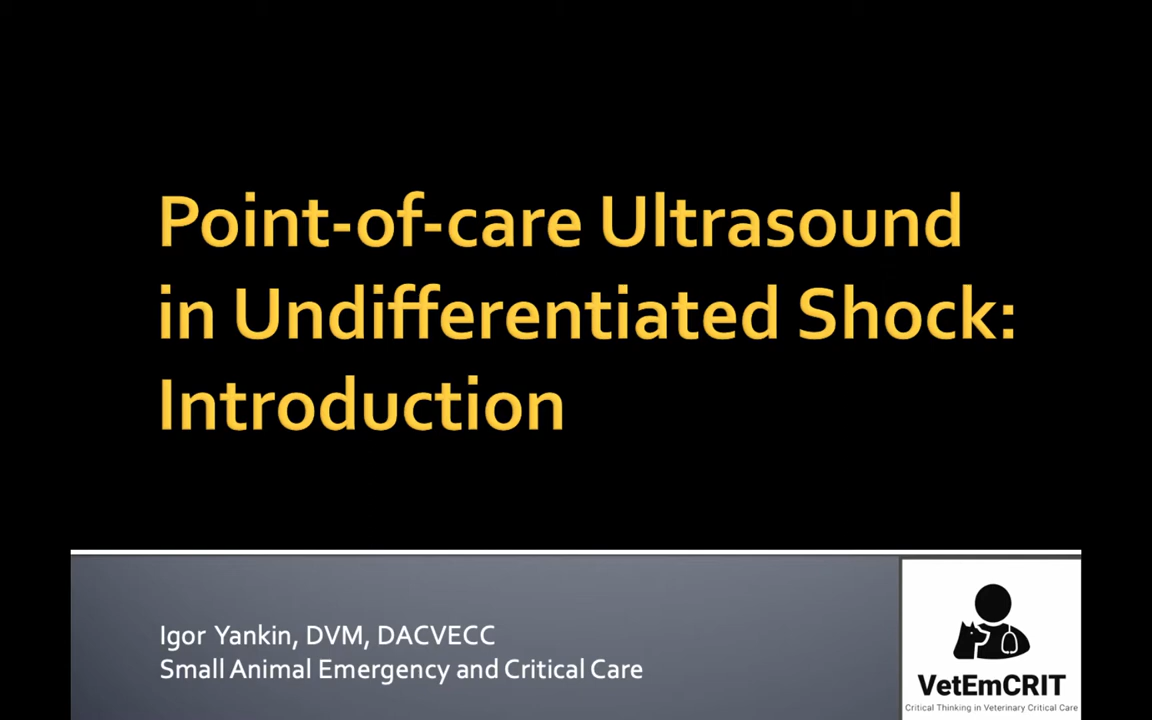 Point-of-care Ultrasound
in Undifferentiated Shock:
Introduction
Igor Yankin, DVM, DACVECC
Small Animal Emergency and Critical Care
VetEmCRIT
Critical Thinking in Veterinary Critical Care